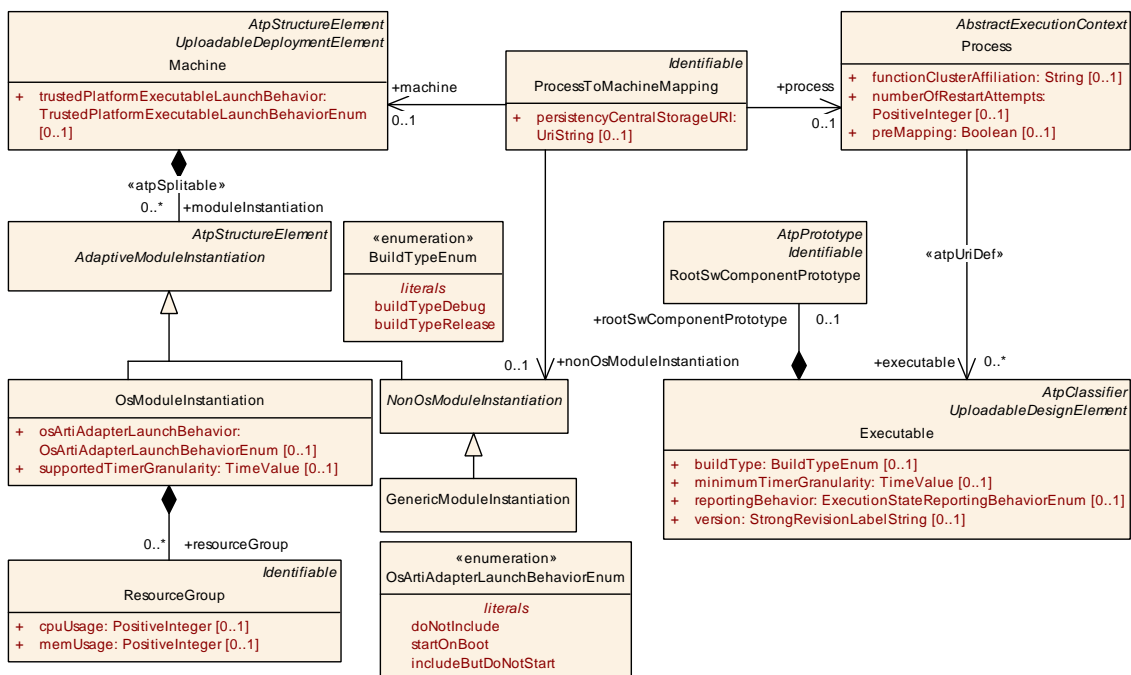 AtpStructureElement
UploadableDeploymentElement
Machine
+ trustedPlatformExecutableLaunchBehavior:
TrustedPlatformExecutableLaunchBehaviorEnum
[0..1]
+machine
0..1
Identifiable
ProcessToMachineMapping
+ persistencyCentralStorageURI:
UriString [0..1]
+process
0..1
AbstractExecutionContext
Process
+ functionClusterAffiliation: String [0..1]
+ numberOfRestartAttempts:
PositiveInteger [0..1]
+ preMapping: Boolean [0..1]
«atpSplitable»
0..* +moduleInstantiation
AtpStructureElement
AdaptiveModuleInstantiation
«enumeration»
BuildTypeEnum
literals
buildTypeDebug
buildTypeRelease
AtpPrototype
Identifiable
RootSwComponentPrototype
«atpUriDef»
+rootSwComponentPrototype 0..1
0..1 +nonOsModuleInstantiation
+executable 0..*
OsModuleInstantiation
+ osArtiAdapterLaunchBehavior:
OsArtiAdapterLaunchBehaviorEnum [0..1]
+ supportedTimerGranularity: TimeValue [0..1]
NonOsModuleInstantiation
GenericModuleInstantiation
AtpClassifier
UploadableDesignElement
Executable
+ buildType: BuildTypeEnum [0..1]
+ minimumTimerGranularity: TimeValue [0..1]
+ reportingBehavior: ExecutionStateReportingBehaviorEnum [0..1]
+ version: StrongRevisionLabelString [0..1]
0..* +resourceGroup
Identifiable
ResourceGroup
+ cpuUsage: PositiveInteger [0..1]
+ memUsage: PositiveInteger [0..1]
«enumeration»
OsArtiAdapterLaunchBehaviorEnum
literals
doNotInclude
startOnBoot
includeButDoNotStart